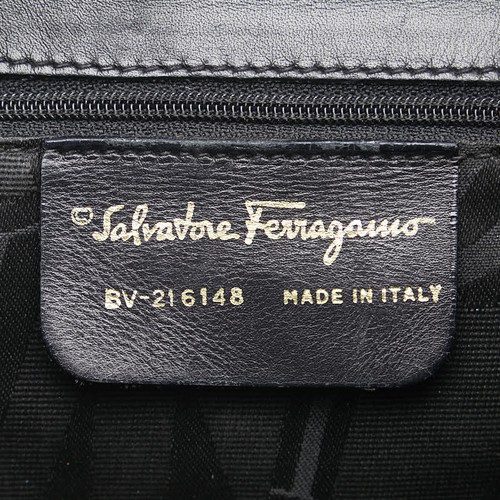 © Salvatore Ferragamo
BV-216148 MADE IN ITALY